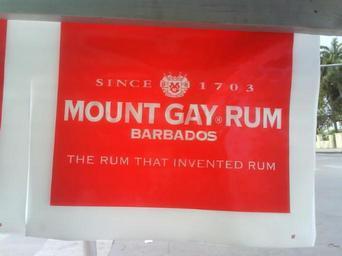 SINCE 1703
MOUNT GAY® RUM
BARBADOS
THE RUM THAT INVENTED RUM